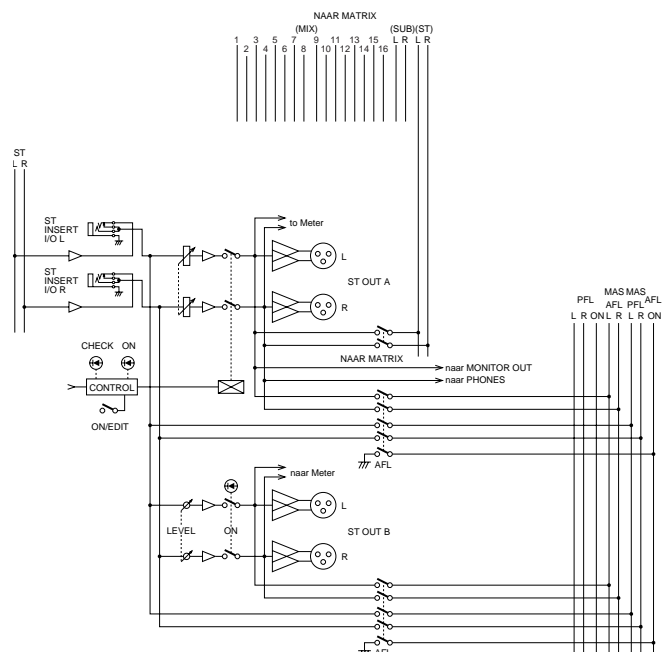 NAAR MATRIX
(MIX) (SUB)(ST)
1 3 5 7 9 11 13 15 L R L R
2 4 6 8 10 12 14 16
ST
L R
to Meter
ST
INSERT
I/O L
L
ST OUT A
ST
INSERT
I/O R
R
MAS MAS
PFL AFL PFL AFL
L R ON L R L R ON
CHECK ON
NAAR MATRIX
naar MONITOR OUT
CONTROL
naar PHONES
ON/EDIT
AFL
naar Meter
L
LEVEL ON
ST OUT B
R
AFL